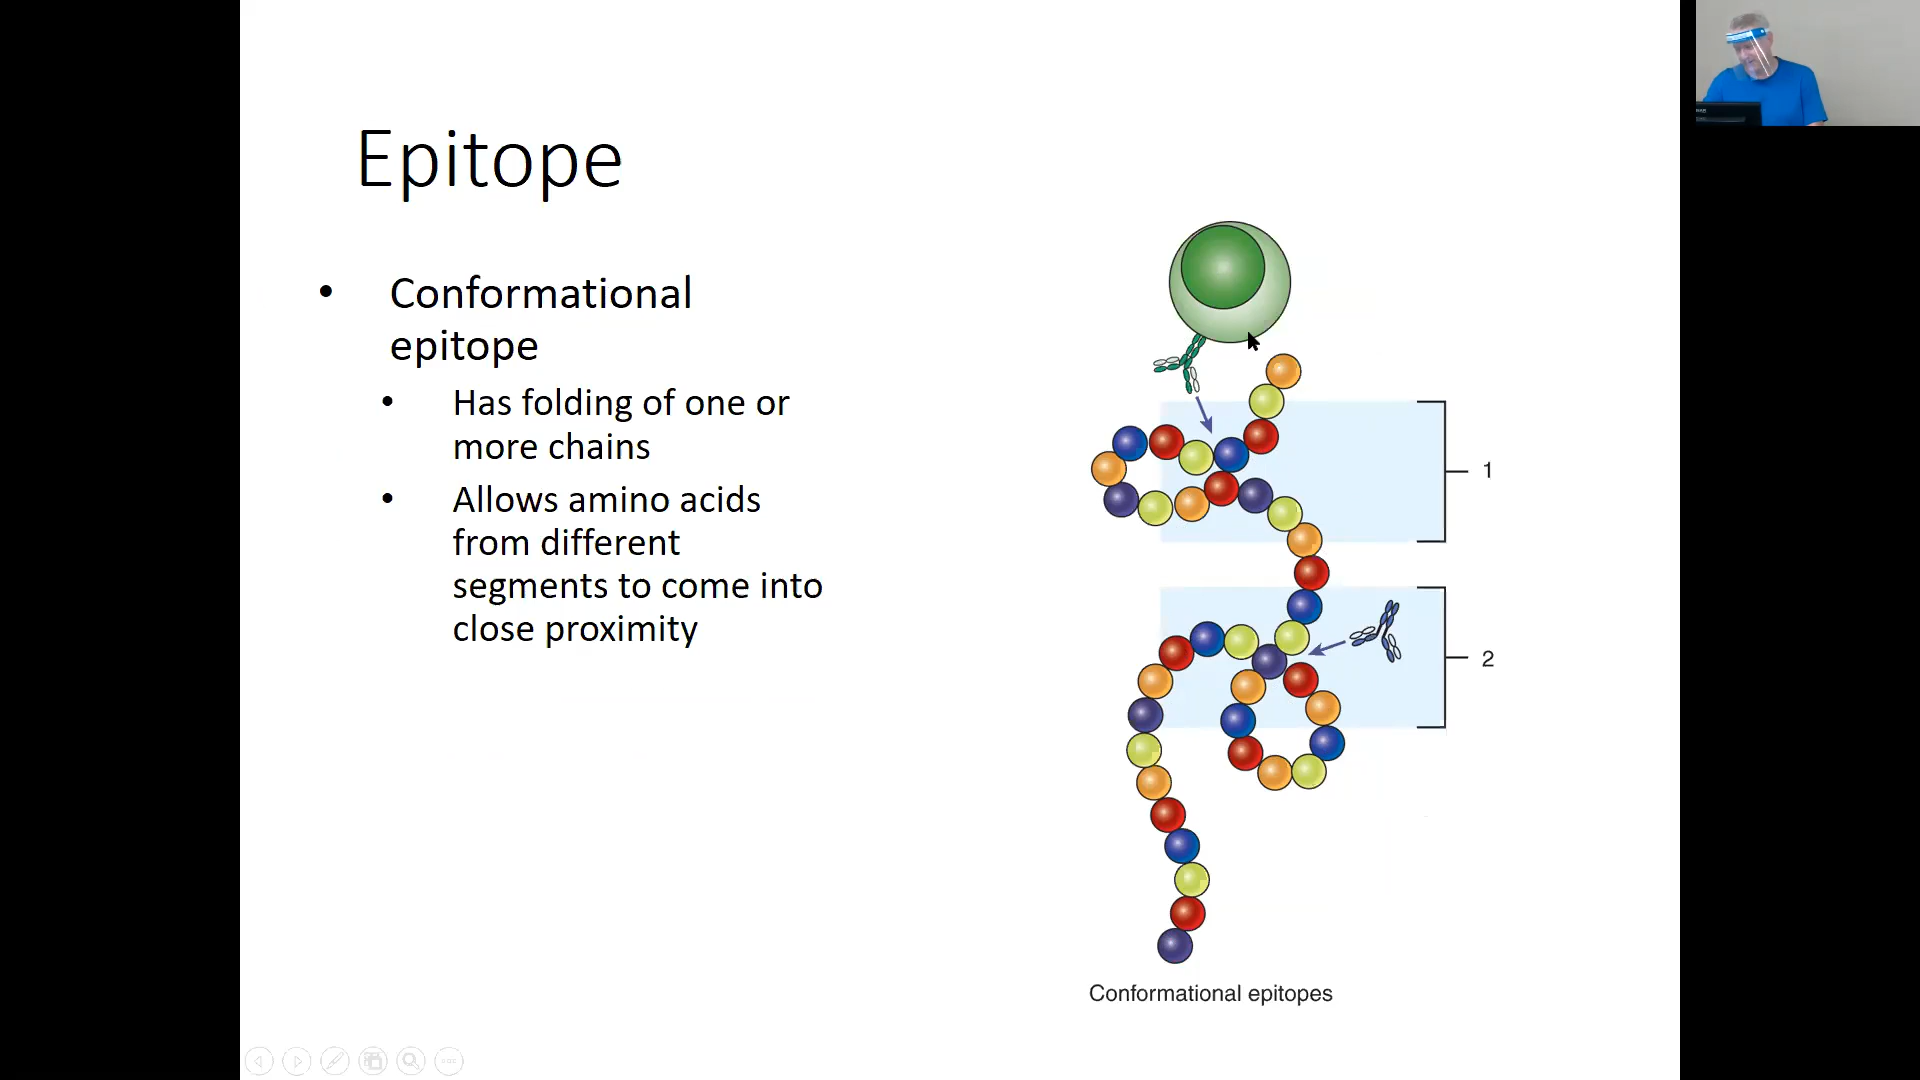 Epitope
• Conformational
epitope
• Has folding of one or
more chains
• Allows amino acids
from different
segments to come into
close proximity
1
2
Conformational epitopes